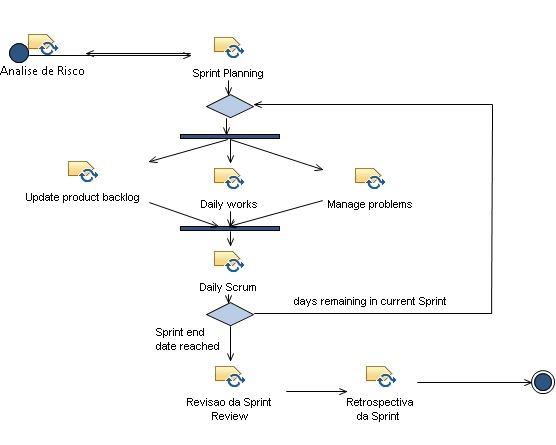 Analise de Risco
Sprint Planning
Update product backlog
Daily works
Manage problems
Daily Scrum
days remaining in current Sprint
Sprint end
date reached
Revisao da Sprint
Review
Retrospectiva
da Sprint